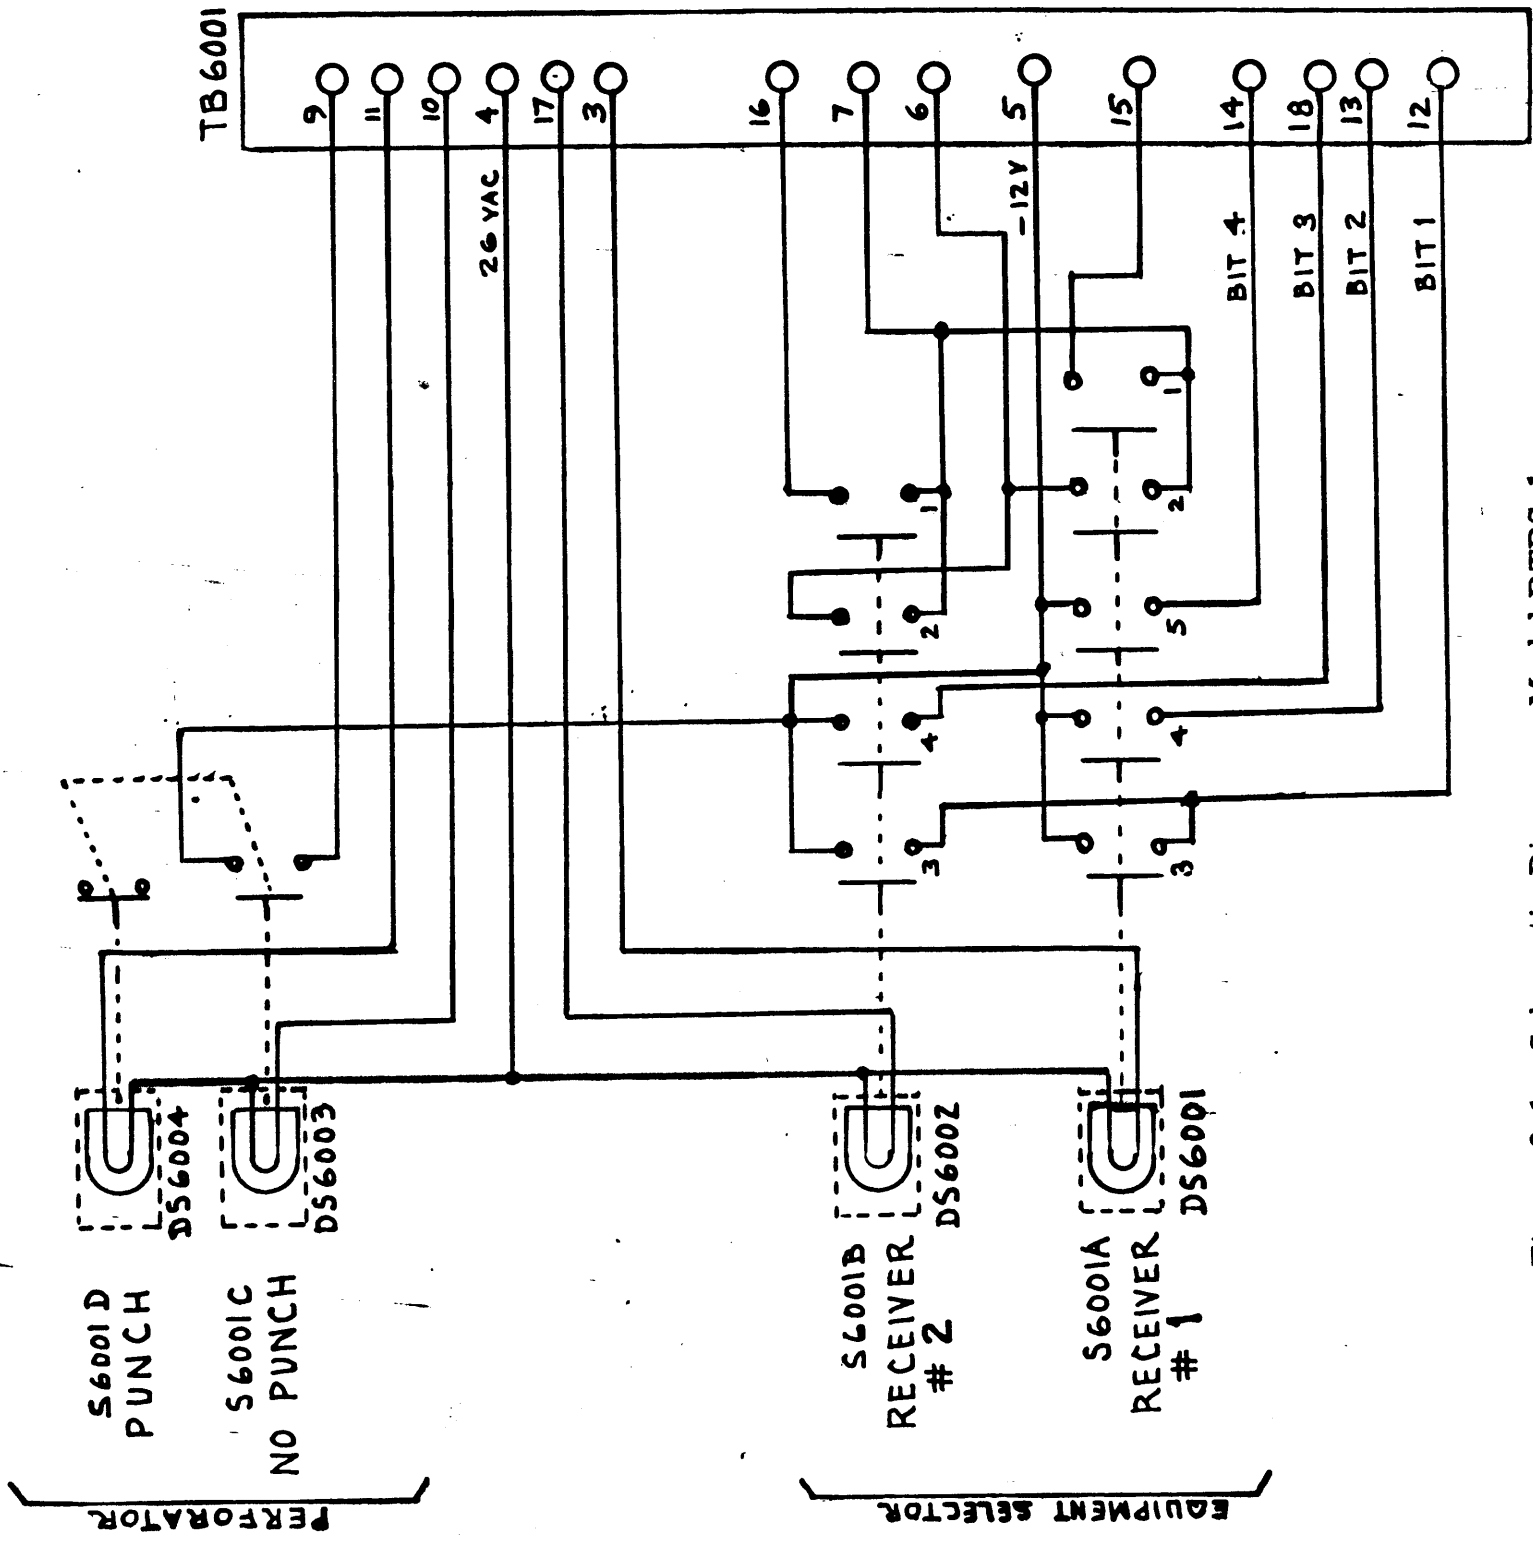 TB6001
9
11
10
4
17
3
16
7
6
5
15
14
18
13
12
26 VAC
-12V
BIT 4
BIT 3
BIT 2
BIT 1
1
2
4
3
1
2
5
4
3
DS6004
DS6003
DS6002
DS6001
S6001D
PUNCH
S6001C
NO PUNCH
S6001B
RECEIVER
# 2
S6001A
RECEIVER
# 1
PERFORATOR
EQUIPMENT SELECTOR